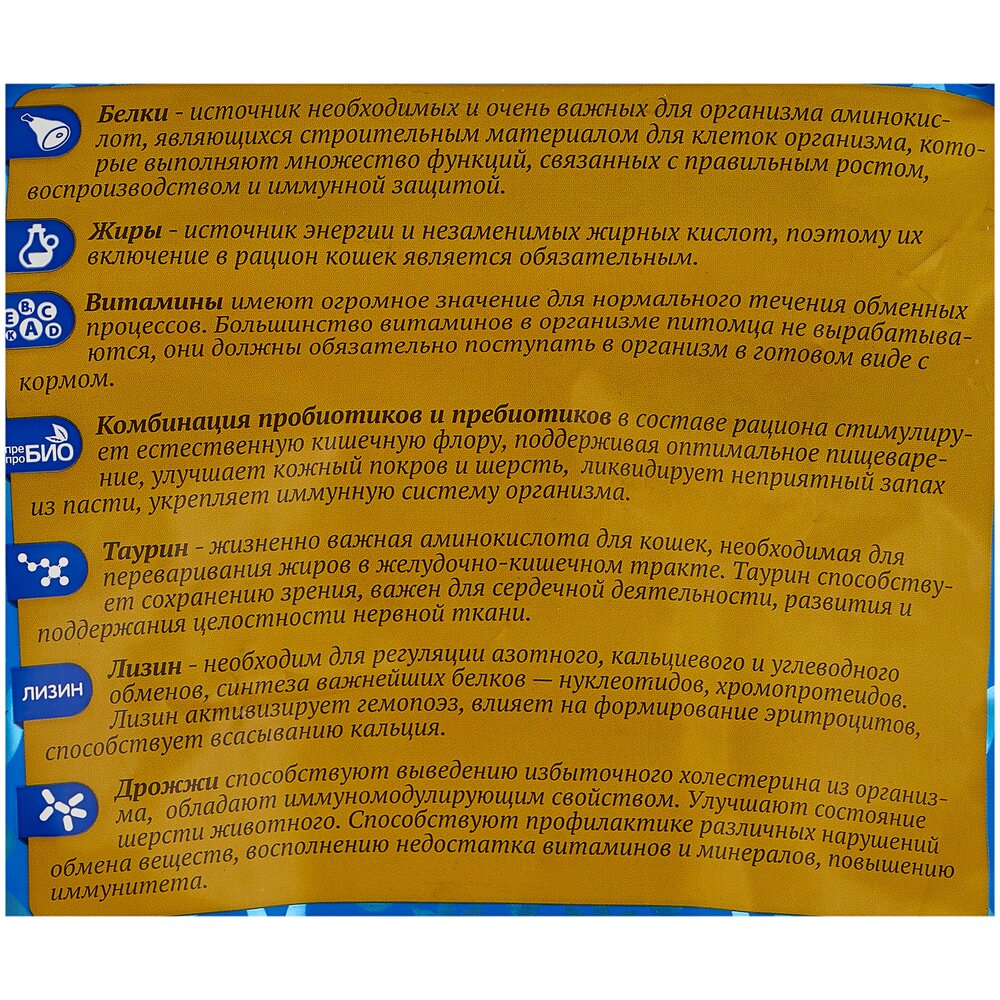 Белки - источник необходимых и очень важных для организма аминокис-
лот, являющихся строительным материалом для клеток организма, кото-
рые выполняют множество функций, связанных с правильным ростом,
воспроизводством и иммунной защитой.
Жиры - источник энергии и незаменимых жирных кислот, поэтому их
включение в рацион кошек является обязательным.
E B1 C
K A D
Витамины имеют огромное значение для нормального течения обменных
процессов. Большинство витаминов в организме питомца не вырабатыва-
ются, они должны обязательно поступать в организм в готовом виде с
кормом.
пре
про БИО
Комбинация пробиотиков и пребиотиков в составе рациона стимулиру-
ет естественную кишечную флору, поддерживая оптимальное пищеваре-
ние, улучшает кожный покров и шерсть, ликвидирует неприятный запах
из пасти, укрепляет иммунную систему организма.
Таурин - жизненно важная аминокислота для кошек, необходимая для
переваривания жиров в желудочно-кишечном тракте. Таурин способству-
ет сохранению зрения, важен для сердечной деятельности, развития и
поддержания целостности нервной ткани.
ЛИЗИН
Лизин - необходим для регуляции азотного, кальциевого и углеводного
обменов, синтеза важнейших белков — нуклеотидов, хромопротеидов.
Лизин активизирует гемопоэз, влияет на формирование эритроцитов,
способствует всасыванию кальция.
Дрожжи способствуют выведению избыточного холестерина из организ-
ма, обладают иммуномодулирующим свойством. Улучшают состояние
шерсти животного. Способствуют профилактике различных нарушений
обмена веществ, восполнению недостатка витаминов и минералов, повышению
иммунитета.